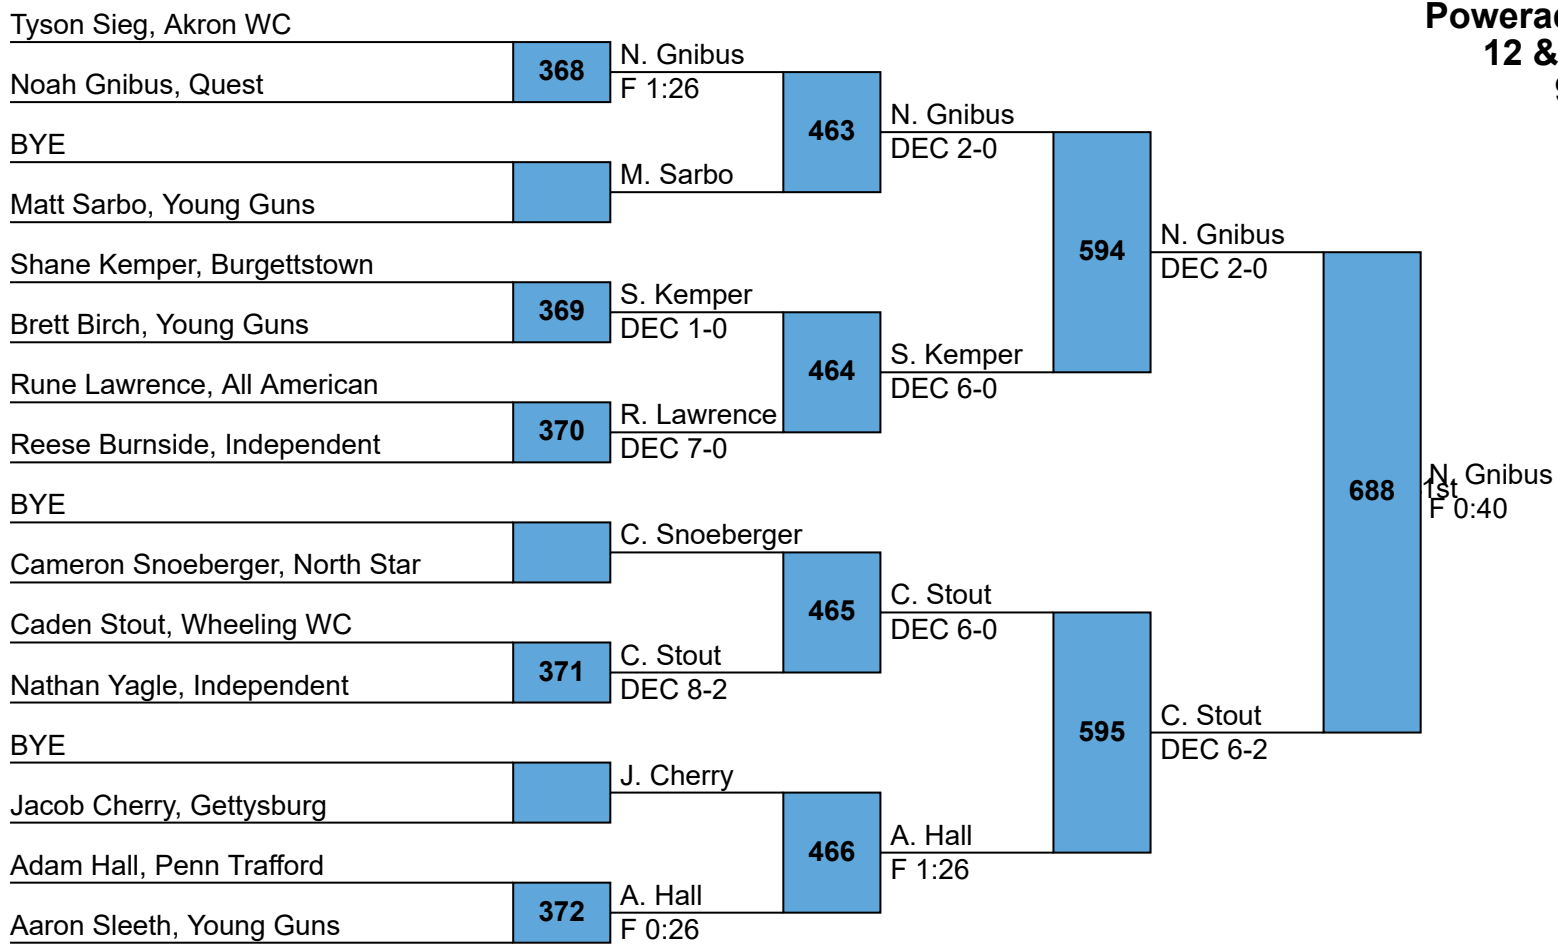 Tyson Sieg, Akron WC
Noah Gnibus, Quest
BYE
Matt Sarbo, Young Guns
Shane Kemper, Burgettstown
Brett Birch, Young Guns
Rune Lawrence, All American
Reese Burnside, Independent
BYE
Cameron Snoeberger, North Star
Caden Stout, Wheeling WC
Nathan Yagle, Independent
BYE
Jacob Cherry, Gettysburg
Adam Hall, Penn Trafford
Aaron Sleeth, Young Guns
368
369
370
371
372
N. Gnibus
F 1:26
M. Sarbo
S. Kemper
DEC 1-0
R. Lawrence
DEC 7-0
C. Snoeberger
C. Stout
DEC 8-2
J. Cherry
A. Hall
F 0:26
463
464
465
466
N. Gnibus
DEC 2-0
S. Kemper
DEC 6-0
C. Stout
DEC 6-0
A. Hall
F 1:26
594
595
N. Gnibus
DEC 2-0
C. Stout
DEC 6-2
688
N. Gnibus
1st
F 0:40
12 &